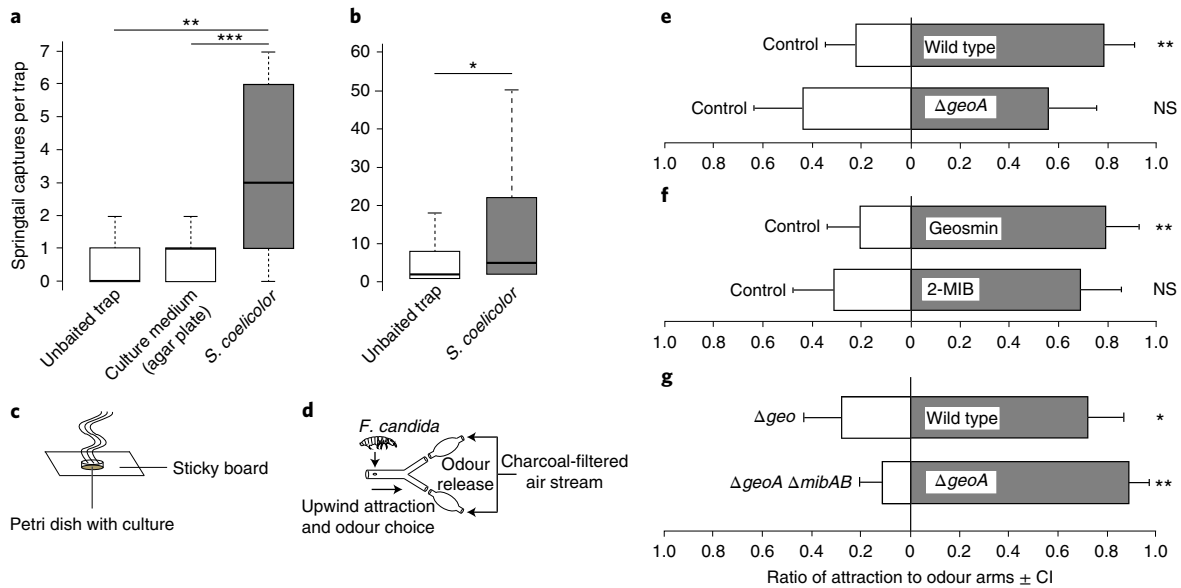 a
**
***
Springtail captures per trap
7
6
5
4
3
2
1
0
Unbaited trap
Culture medium
(agar plate)
S. coelicolor
b
*
60
50
40
30
20
10
0
Unbaited trap
S. coelicolor
c
Sticky board
Petri dish with culture
d
F. candida
Odour
release
Charcoal-filtered
air stream
Upwind attraction
and odour choice
e
Control
Wild type
**
Control
ΔgeoA
NS
1.0 0.8 0.6 0.4 0.2 0 0.2 0.4 0.6 0.8 1.0
f
Control
Geosmin
**
Control
2-MIB
NS
1.0 0.8 0.6 0.4 0.2 0 0.2 0.4 0.6 0.8 1.0
g
Δgeo
Wild type
*
ΔgeoA ΔmibAB
ΔgeoA
**
1.0 0.8 0.6 0.4 0.2 0 0.2 0.4 0.6 0.8 1.0
Ratio of attraction to odour arms ± CI